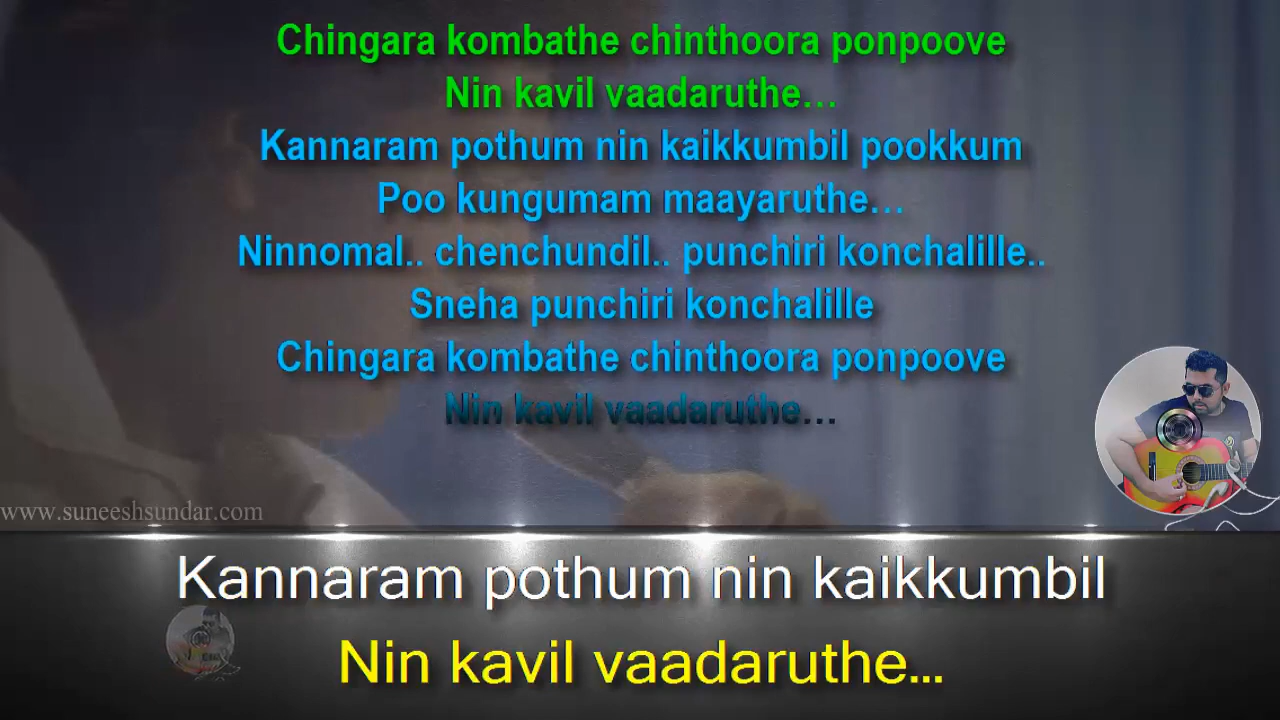 Chingara kombathe chinthoora ponpoove
Nin kavil vaadaruthe...
Kannaram pothum nin kaikkumbil pookkum
Poo kungumam maayaruthe...
Ninnomal.. chenchundil.. punchiri konchalille..
Sneha punchiri konchalille
Chingara kombathe chinthoora ponpoove
Nin kavil vaadaruthe...
www.suneeshsundar.com
Kannaram pothum nin kaikkumbil
Nin kavil vaadaruthe...